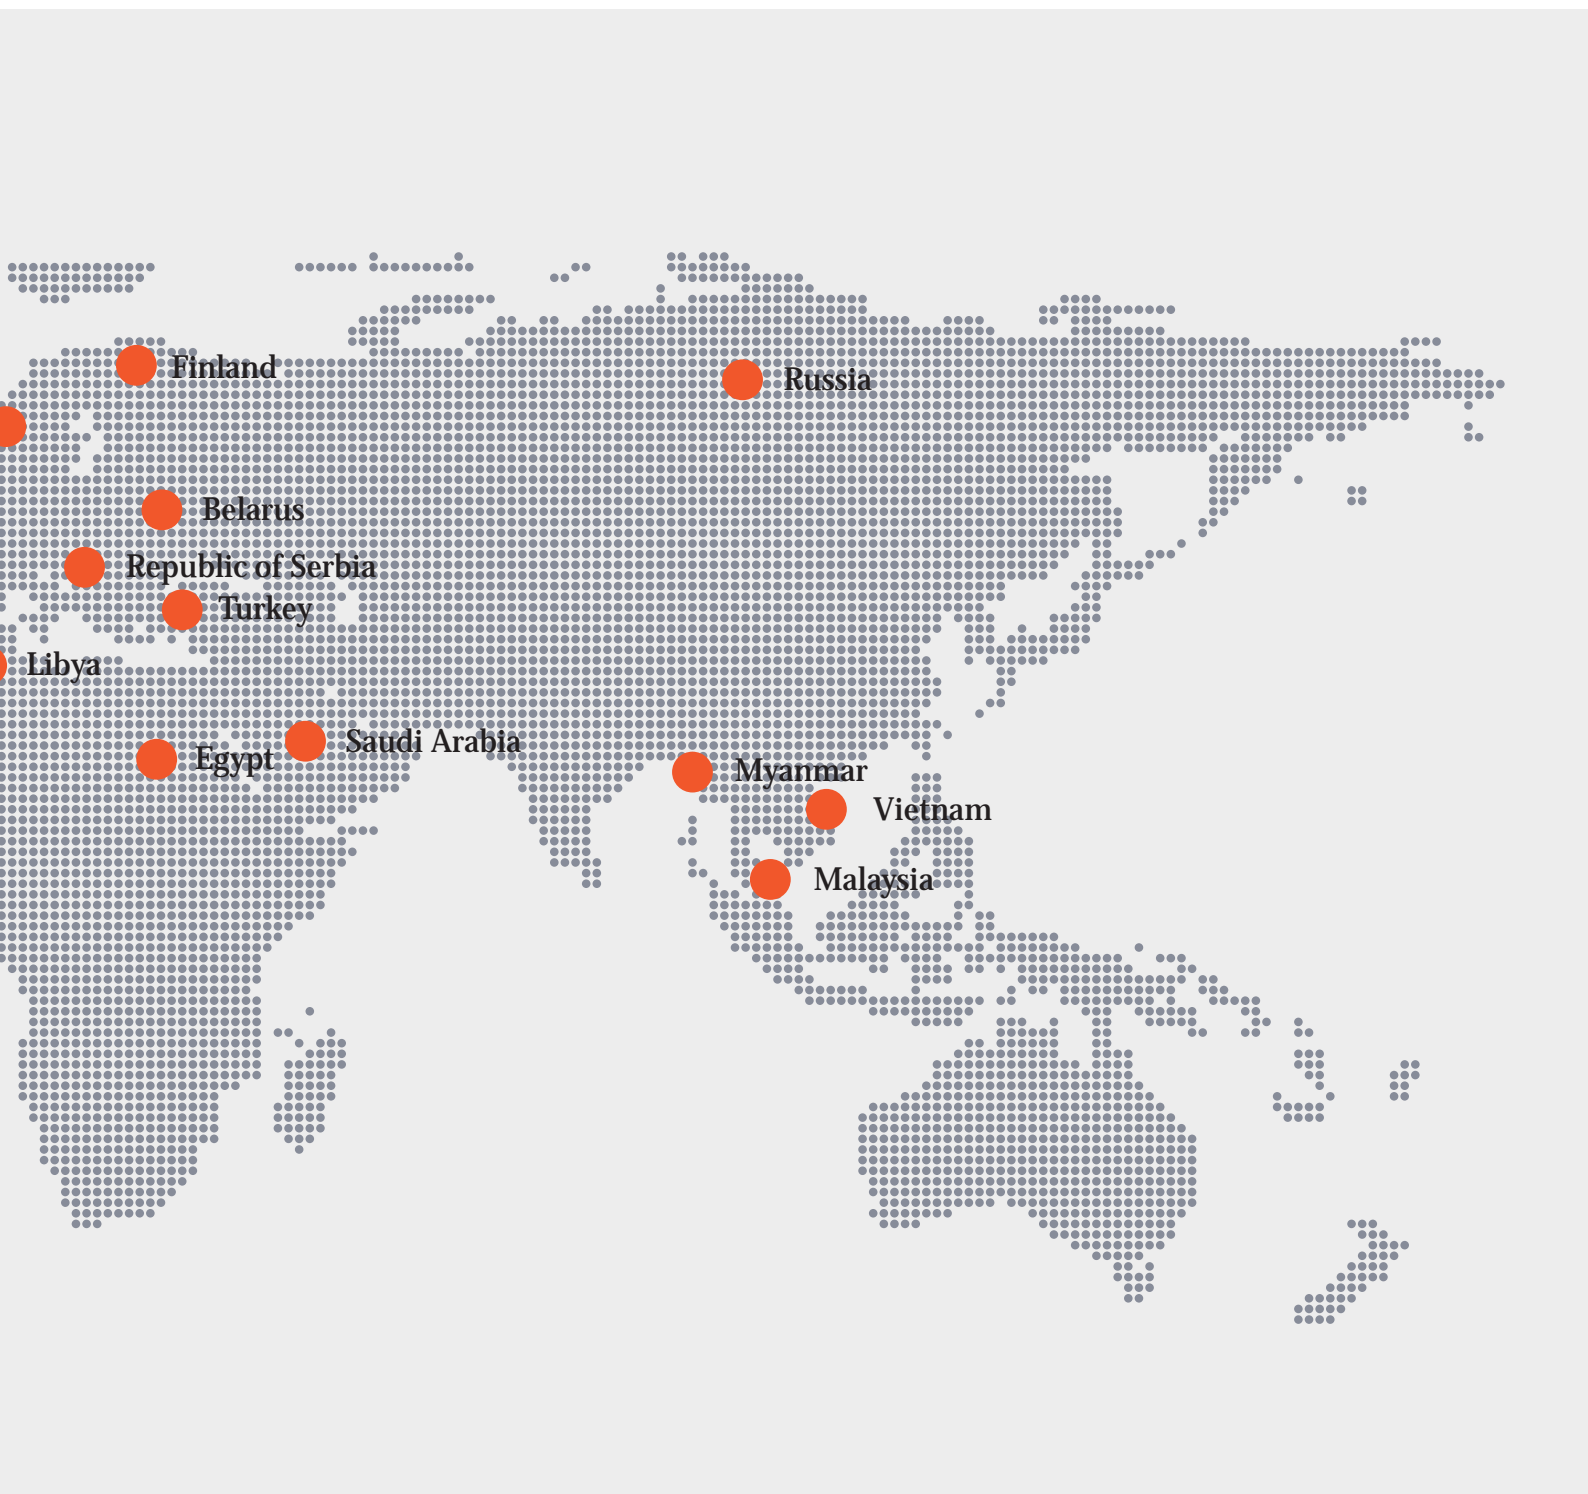 Finland
Russia
Belarus
Republic of Serbia
Turkey
Libya
Saudi Arabia
Egypt
Myanmar
Vietnam
Malaysia